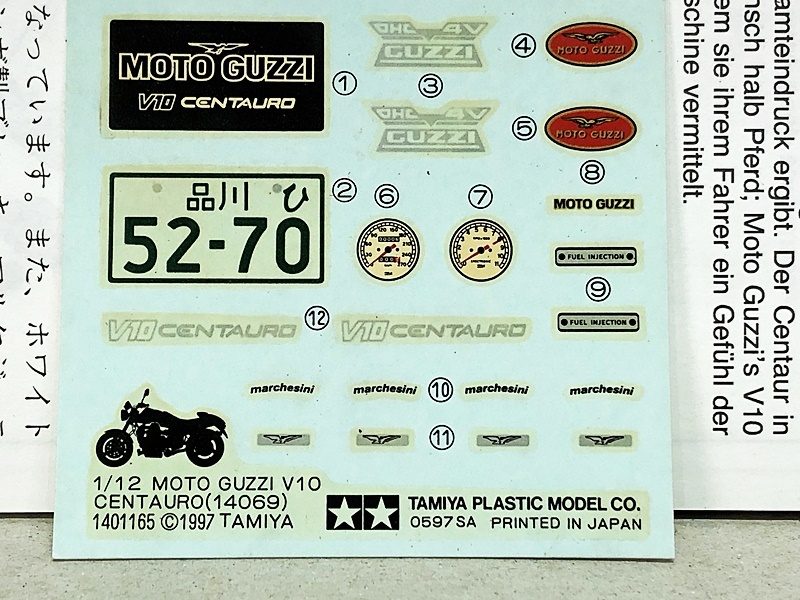 MOTO GUZZI
V10 CENTAURO
①
OHC 4V
GUZZI
③
OHC 4V
GUZZI
④
MOTO GUZZI
⑤
MOTO GUZZI
品川 ひ
52-70
②
⑥
⑦
⑧
MOTO GUZZI
FUEL INJECTION
⑨
FUEL INJECTION
V10 CENTAURO
⑫
V10 CENTAURO
marchesini
marchesini
⑩
marchesini
marchesini
⑪
1/12 MOTO GUZZI V10
CENTAURO(14069)
1401165 ©1997 TAMIYA
TAMIYA PLASTIC MODEL CO.
0597SA PRINTED IN JAPAN
amteindruck ergibt. Der Centaur in
nsch halb Pferd; Moto Guzzi's V10
em sie ihrem Fahrer ein Gefühl der
schine vermittelt.
なっています。また、ホワイト